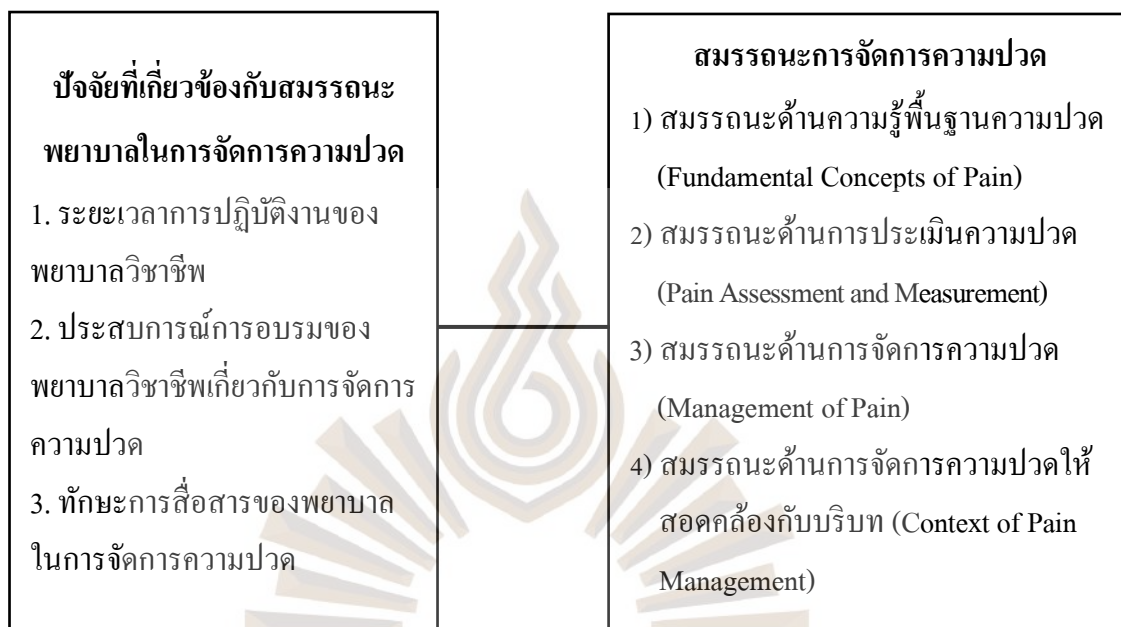 ปัจจัยที่เกี่ยวข้องกับสมรรถนะ
พยาบาลในการจัดการความปวด
1. ระยะเวลาการปฏิบัติงานของ
พยาบาลวิชาชีพ
2. ประสบการณ์การอบรมของ
พยาบาลวิชาชีพเกี่ยวกับการจัดการ
ความปวด
3. ทักษะการสื่อสารของพยาบาล
ในการจัดการความปวด
สมรรถนะการจัดการความปวด
1) สมรรถนะด้านความรู้พื้นฐานความปวด
(Fundamental Concepts of Pain)
2) สมรรถนะด้านการประเมินความปวด
(Pain Assessment and Measurement)
3) สมรรถนะด้านการจัดการความปวด
(Management of Pain)
4) สมรรถนะด้านการจัดการความปวดให้
สอดคล้องกับบริบท (Context of Pain
Management)